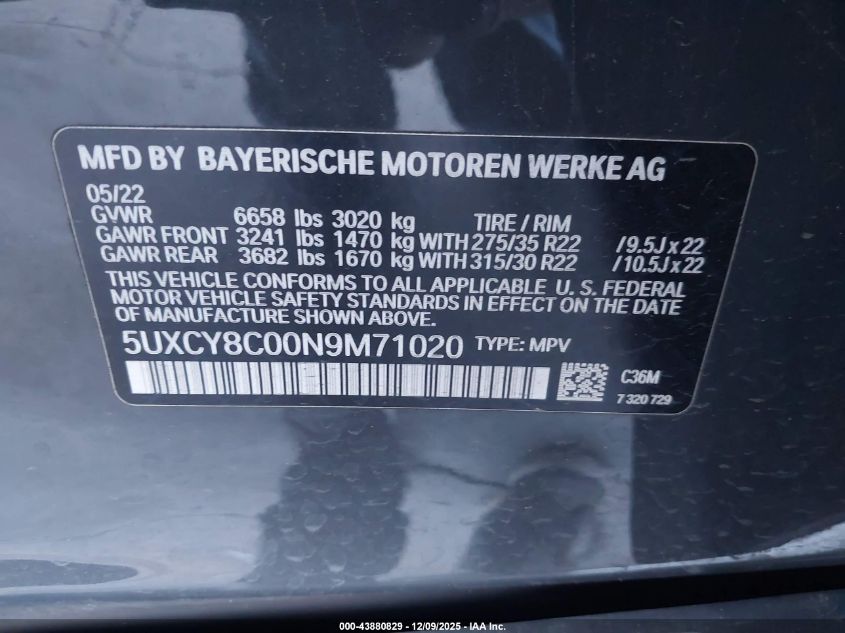 MFD BY BAYERISCHE MOTOREN WERKE AG
05/22
GVWR 6658 lbs 3020 kg TIRE / RIM
GAWR FRONT 3241 lbs 1470 kg WITH 275/35 R22 /9.5J x 22
GAWR REAR 3682 lbs 1670 kg WITH 315/30 R22 /10.5J x 22
THIS VEHICLE CONFORMS TO ALL APPLICABLE U. S. FEDERAL
MOTOR VEHICLE SAFETY STANDARDS IN EFFECT ON THE DATE
OF MANUFACTURE SHOWN ABOVE.
5UXCY8C00N9M71020 TYPE: MPV
C36M
7 320 729
000-43880829 - 12/09/2025 - IAA Inc.